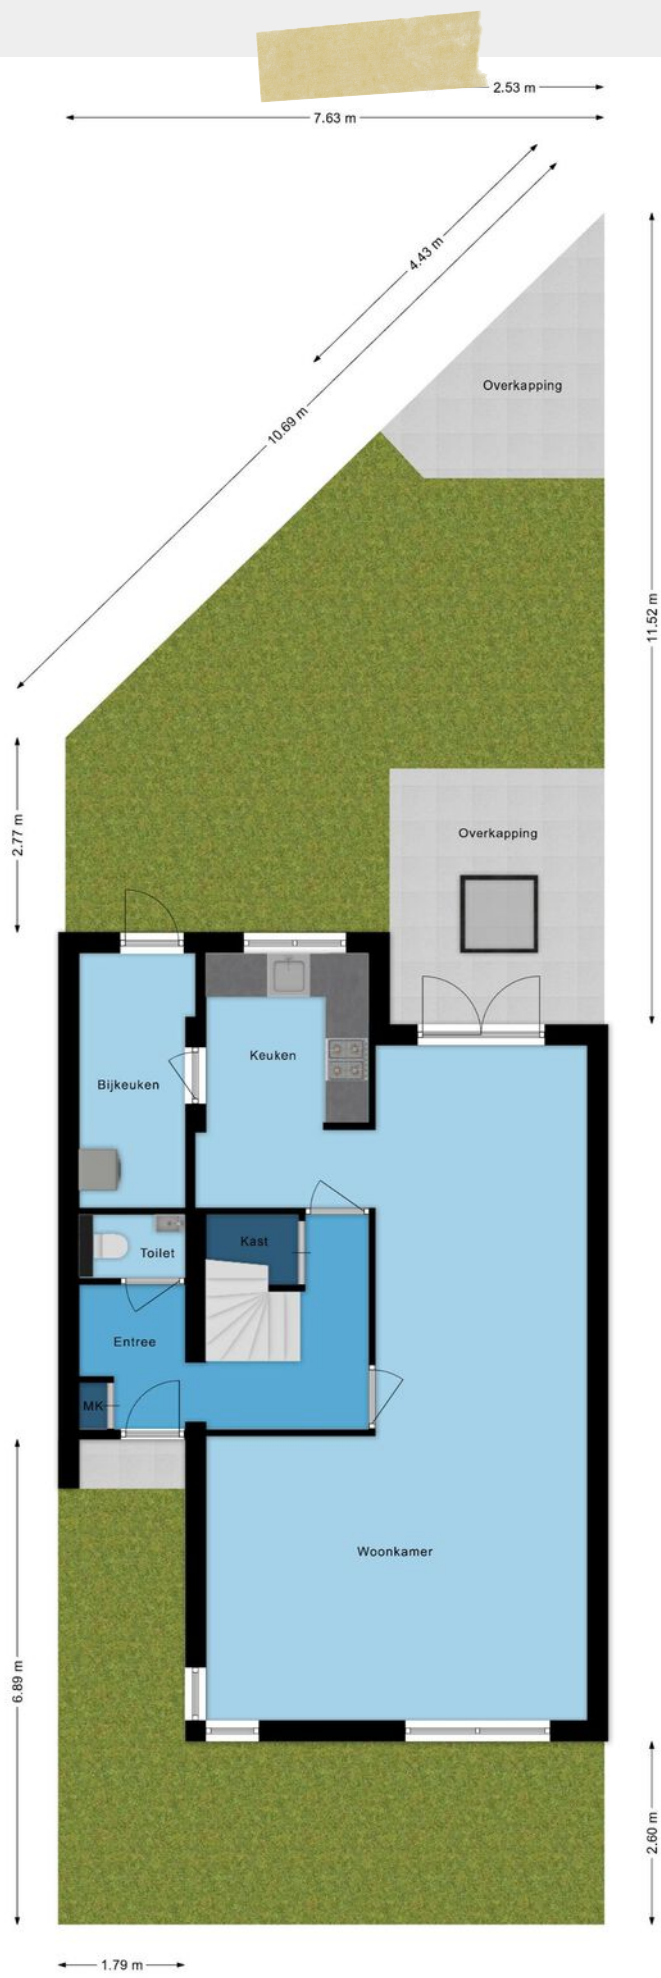 2.53 m
7.63 m
4.43 m
10.69 m
Overkapping
11.52 m
2.77 m
Overkapping
Keuken
Bijkeuken
Kast
Toilet
Entree
MK
Woonkamer
6.89 m
2.60 m
1.79 m